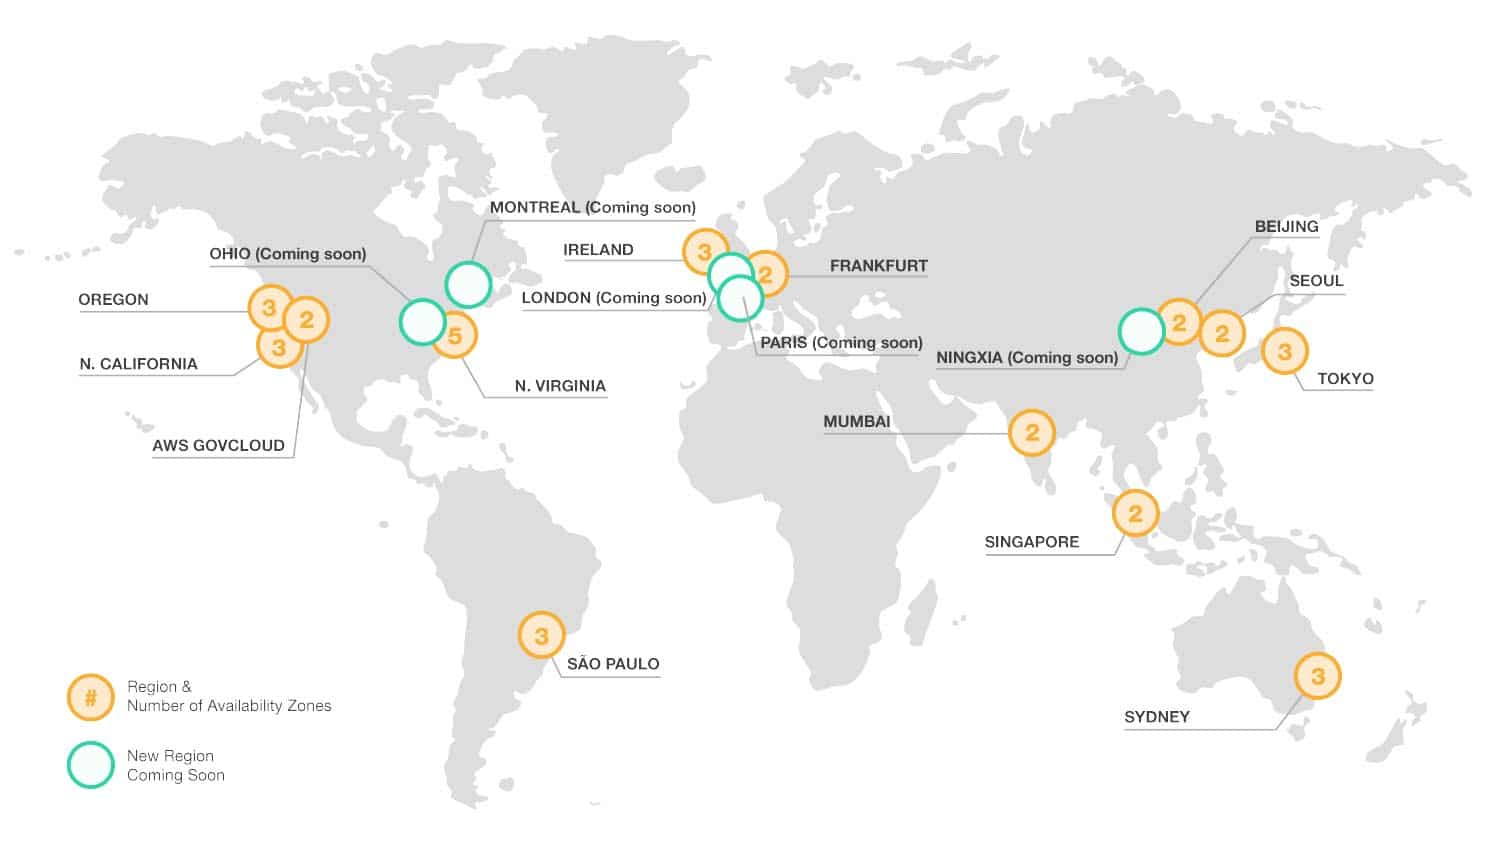 MONTREAL (Coming soon)
OHIO (Coming soon)
OREGON
3
2
3
N. CALIFORNIA
AWS GOVCLOUD
5
N. VIRGINIA
IRELAND
3
2
FRANKFURT
LONDON (Coming soon)
PARIS (Coming soon)
BEIJING
2
SEOUL
2
NINGXIA (Coming soon)
3
TOKYO
MUMBAI
2
2
SINGAPORE
3
SÃO PAULO
3
SYDNEY
#
Region &
Number of Availability Zones
New Region
Coming Soon